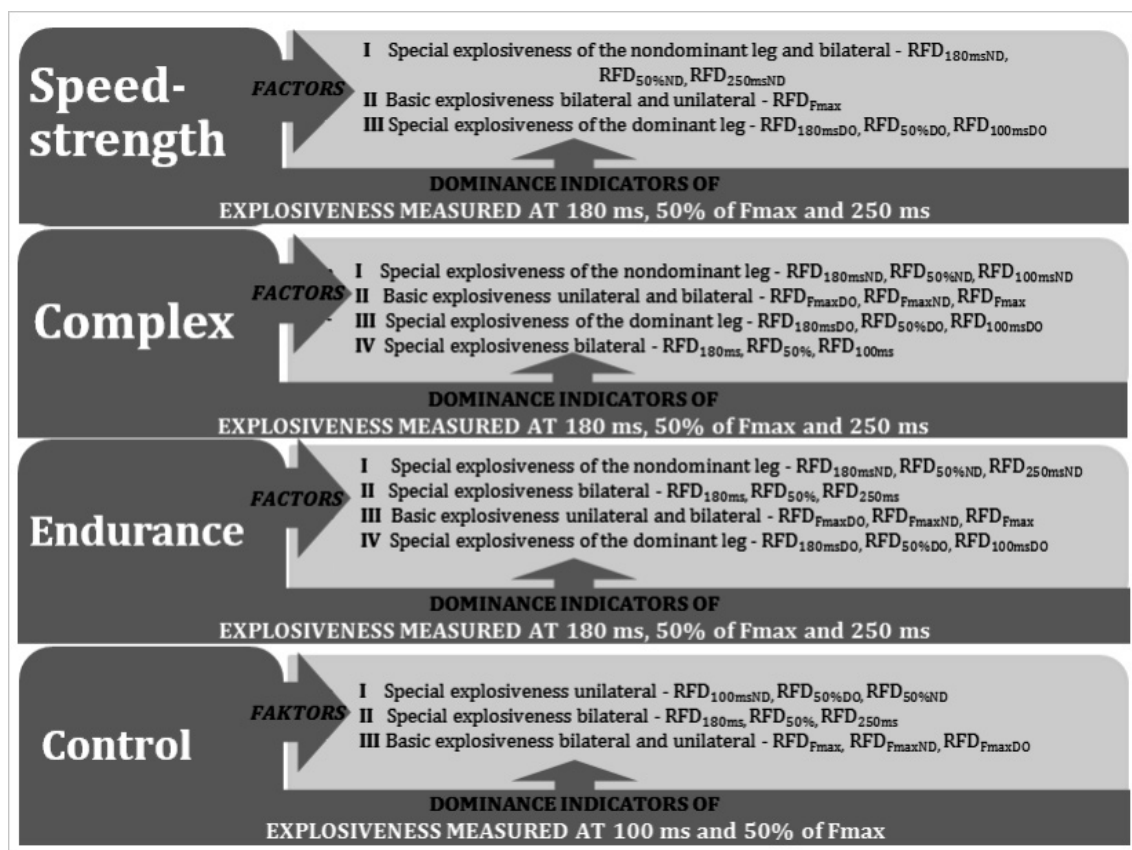 Speed-
strength
FACTORS
I Special explosiveness of the nondominant leg and bilateral - RFD180msND,
RFD50%ND, RFD250msND
II Basic explosiveness bilateral and unilateral - RFDFmax
III Special explosiveness of the dominant leg - RFD180msDO, RFD50%DO, RFD100msDO
DOMINANCE INDICATORS OF
EXPLOSIVENESS MEASURED AT 180 ms, 50% of Fmax and 250 ms
Complex
FACTORS
I Special explosiveness of the nondominant leg - RFD180msND, RFD50%ND, RFD100msND
II Basic explosiveness unilateral and bilateral - RFDFmaxDO, RFDFmaxND, RFDFmax
III Special explosiveness of the dominant leg - RFD180msDO, RFD50%DO, RFD100msDO
IV Special explosiveness bilateral - RFD180ms, RFD50%, RFD100ms
DOMINANCE INDICATORS OF
EXPLOSIVENESS MEASURED AT 180 ms, 50% of Fmax and 250 ms
Endurance
FACTORS
I Special explosiveness of the nondominant leg - RFD180msND, RFD50%ND, RFD250msND
II Special explosiveness bilateral - RFD180ms, RFD50%, RFD250ms
III Basic explosiveness unilateral and bilateral - RFDFmaxDO, RFDFmaxND, RFDFmax
IV Special explosiveness of the dominant leg - RFD180msDO, RFD50%DO, RFD100msDO
DOMINANCE INDICATORS OF
EXPLOSIVENESS MEASURED AT 180 ms, 50% of Fmax and 250 ms
Control
FAKTORS
I Special explosiveness unilateral - RFD100msND, RFD50%DO, RFD50%ND
II Special explosiveness bilateral - RFD180ms, RFD50%, RFD250ms
III Basic explosiveness bilateral and unilateral - RFDFmax, RFDFmaxND, RFDFmaxDO
DOMINANCE INDICATORS OF
EXPLOSIVENESS MEASURED AT 100 ms and 50% of Fmax